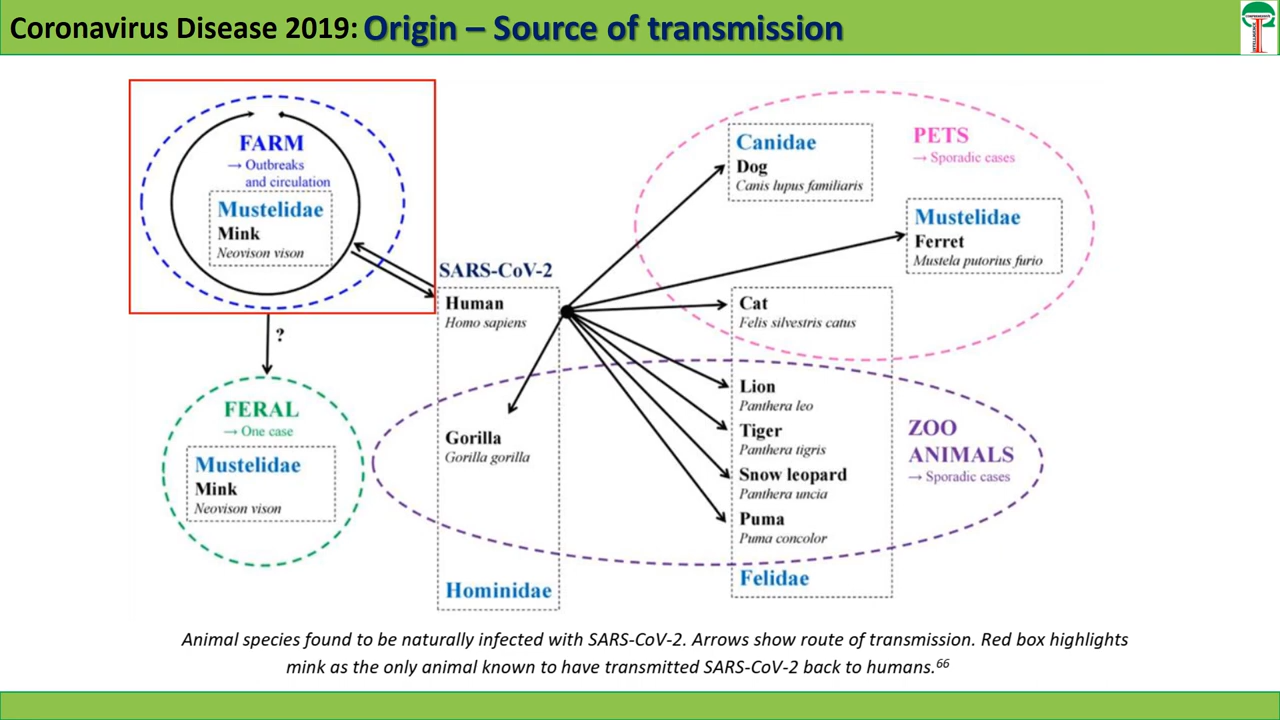 Coronavirus Disease 2019: Origin – Source of transmission
FARM
→ Outbreaks
and circulation
Mustelidae
Mink
Neovison vison
?
FERAL
→ One case
Mustelidae
Mink
Neovison vison
SARS-CoV-2
Human
Homo sapiens
Gorilla
Gorilla gorilla
Hominidae
PETS
→ Sporadic cases
Canidae
Dog
Canis lupus familiaris
Mustelidae
Ferret
Mustela putorius furio
Cat
Felis silvestris catus
Lion
Panthera leo
Tiger
Panthera tigris
Snow leopard
Panthera uncia
Puma
Puma concolor
Felidae
ZOO
ANIMALS
→ Sporadic cases
Animal species found to be naturally infected with SARS-CoV-2. Arrows show route of transmission. Red box highlights
mink as the only animal known to have transmitted SARS-CoV-2 back to humans.66